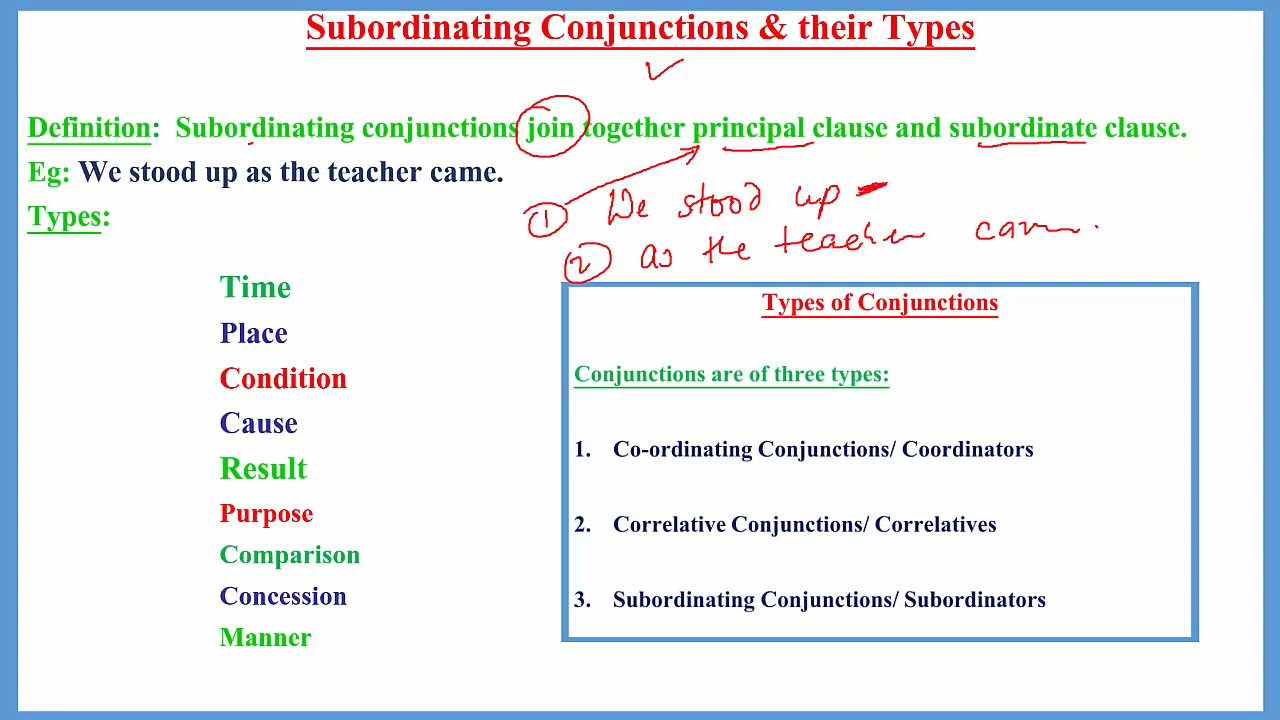 Subordinating Conjunctions & their Types
Definition: Subordinating conjunctions join together principal clause and subordinate clause.
Eg: We stood up as the teacher came.
1 We stood up
Types:
2 as the teacher came.
Time
Place
Condition
Cause
Result
Purpose
Comparison
Concession
Manner
Types of Conjunctions
Conjunctions are of three types:
1. Co-ordinating Conjunctions/ Coordinators
2. Correlative Conjunctions/ Correlatives
3. Subordinating Conjunctions/ Subordinators